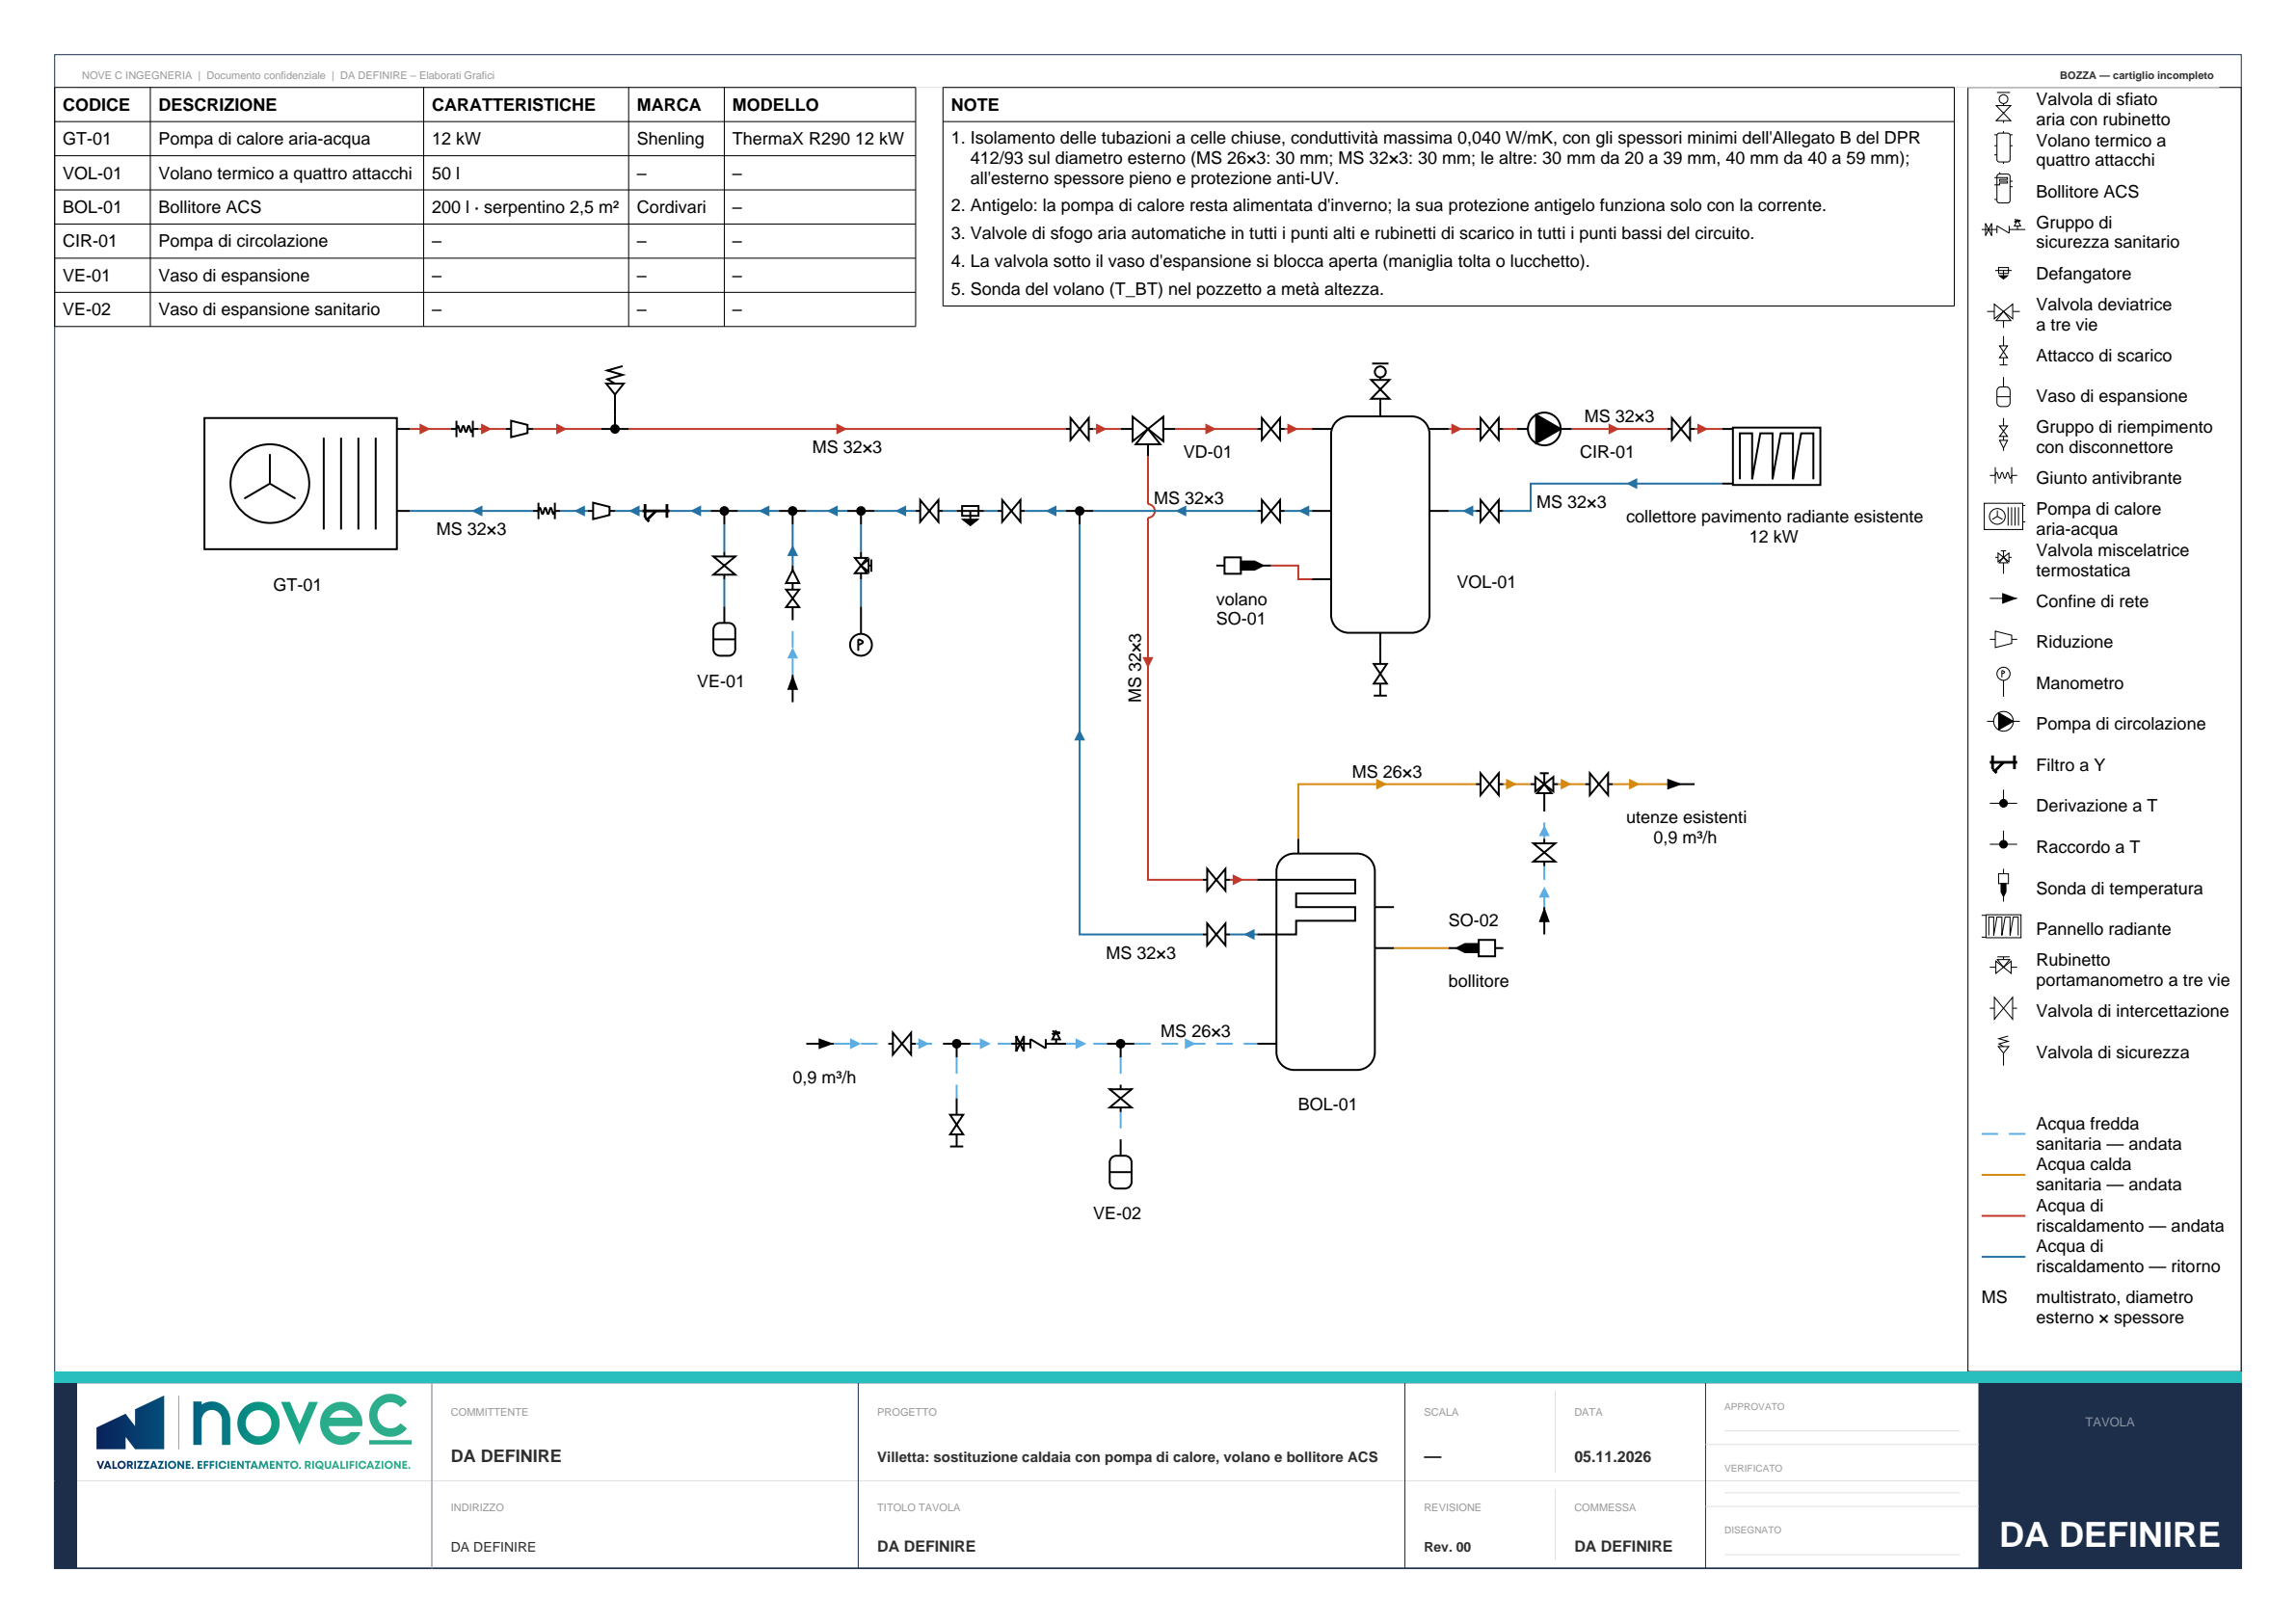 NOVE C INGEGNERIA | Documento confidenziale | DA DEFINIRE – Elaborati Grafici
BOZZA — cartiglio incompleto
CODICE DESCRIZIONE CARATTERISTICHE MARCA MODELLO
GT-01 Pompa di calore aria-acqua 12 kW Shenling ThermaX R290 12 kW
VOL-01 Volano termico a quattro attacchi 50 l – –
BOL-01 Bollitore ACS 200 l · serpentino 2,5 m² Cordivari –
CIR-01 Pompa di circolazione – – –
VE-01 Vaso di espansione – – –
VE-02 Vaso di espansione sanitario – – –
NOTE
1. Isolamento delle tubazioni a celle chiuse, conduttività massima 0,040 W/mK, con gli spessori minimi dell'Allegato B del DPR
412/93 sul diametro esterno (MS 26×3: 30 mm; MS 32×3: 30 mm; le altre: 30 mm da 20 a 39 mm, 40 mm da 40 a 59 mm);
all'esterno spessore pieno e protezione anti-UV.
2. Antigelo: la pompa di calore resta alimentata d'inverno; la sua protezione antigelo funziona solo con la corrente.
3. Valvole di sfogo aria automatiche in tutti i punti alti e rubinetti di scarico in tutti i punti bassi del circuito.
4. La valvola sotto il vaso d'espansione si blocca aperta (maniglia tolta o lucchetto).
5. Sonda del volano (T_BT) nel pozzetto a metà altezza.
MS 32×3
MS 32×3
VD-01
CIR-01
MS 32×3
MS 32×3
MS 32×3
collettore pavimento radiante esistente
12 kW
GT-01
VOL-01
volano
SO-01
P
VE-01
MS 32×3
MS 26×3
utenze esistenti
0,9 m³/h
SO-02
MS 32×3
bollitore
MS 26×3
0,9 m³/h
BOL-01
VE-02
Valvola di sfiato
aria con rubinetto
Volano termico a
quattro attacchi
Bollitore ACS
Gruppo di
sicurezza sanitario
Defangatore
Valvola deviatrice
a tre vie
Attacco di scarico
Vaso di espansione
Gruppo di riempimento
con disconnettore
Giunto antivibrante
Pompa di calore
aria-acqua
Valvola miscelatrice
termostatica
Confine di rete
Riduzione
P
Manometro
Pompa di circolazione
Filtro a Y
Derivazione a T
Raccordo a T
Sonda di temperatura
Pannello radiante
Rubinetto
portamanometro a tre vie
Valvola di intercettazione
Valvola di sicurezza
Acqua fredda
sanitaria — andata
Acqua calda
sanitaria — andata
Acqua di
riscaldamento — andata
Acqua di
riscaldamento — ritorno
MS multistrato, diametro
esterno × spessore
novec
VALORIZZAZIONE. EFFICIENTAMENTO. RIQUALIFICAZIONE.
COMMITTENTE
DA DEFINIRE
INDIRIZZO
DA DEFINIRE
PROGETTO
Villetta: sostituzione caldaia con pompa di calore, volano e bollitore ACS
TITOLO TAVOLA
DA DEFINIRE
SCALA
—
DATA
05.11.2026
REVISIONE
Rev. 00
COMMESSA
DA DEFINIRE
APPROVATO
VERIFICATO
DISEGNATO
TAVOLA
DA DEFINIRE